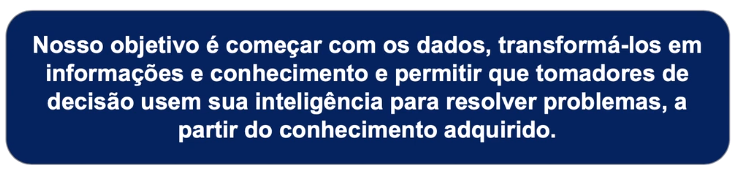 Nosso objetivo é começar com os dados, transformá-los em
informações e conhecimento e permitir que tomadores de
decisão usem sua inteligência para resolver problemas, a
partir do conhecimento adquirido.